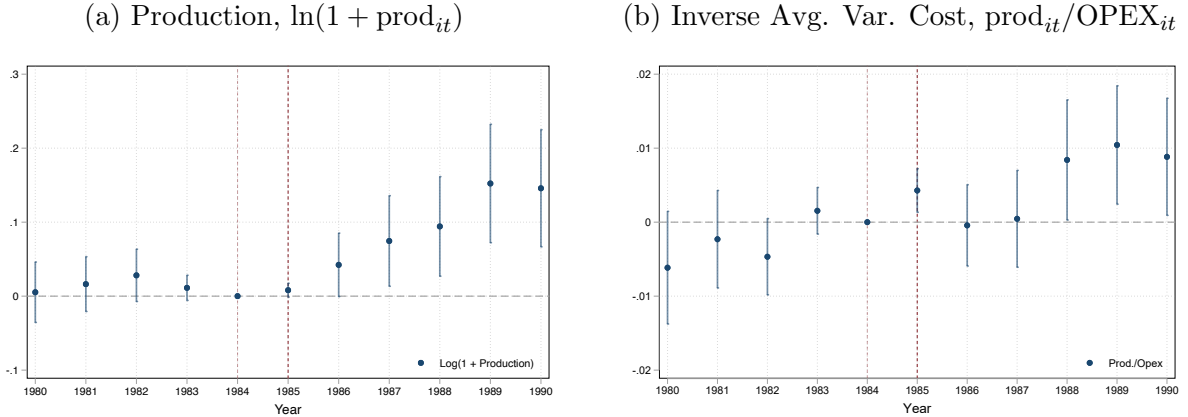 (a) Production, ln(1 + prod_it)
(b) Inverse Avg. Var. Cost, prod_it/OPEX_it
.3
.2
.1
0
-.1
1980 1981 1982 1983 1984 1985 1986 1987 1988 1989 1990
Year
Log(1 + Production)
.02
.01
0
-.01
-.02
1980 1981 1982 1983 1984 1985 1986 1987 1988 1989 1990
Year
Prod./Opex